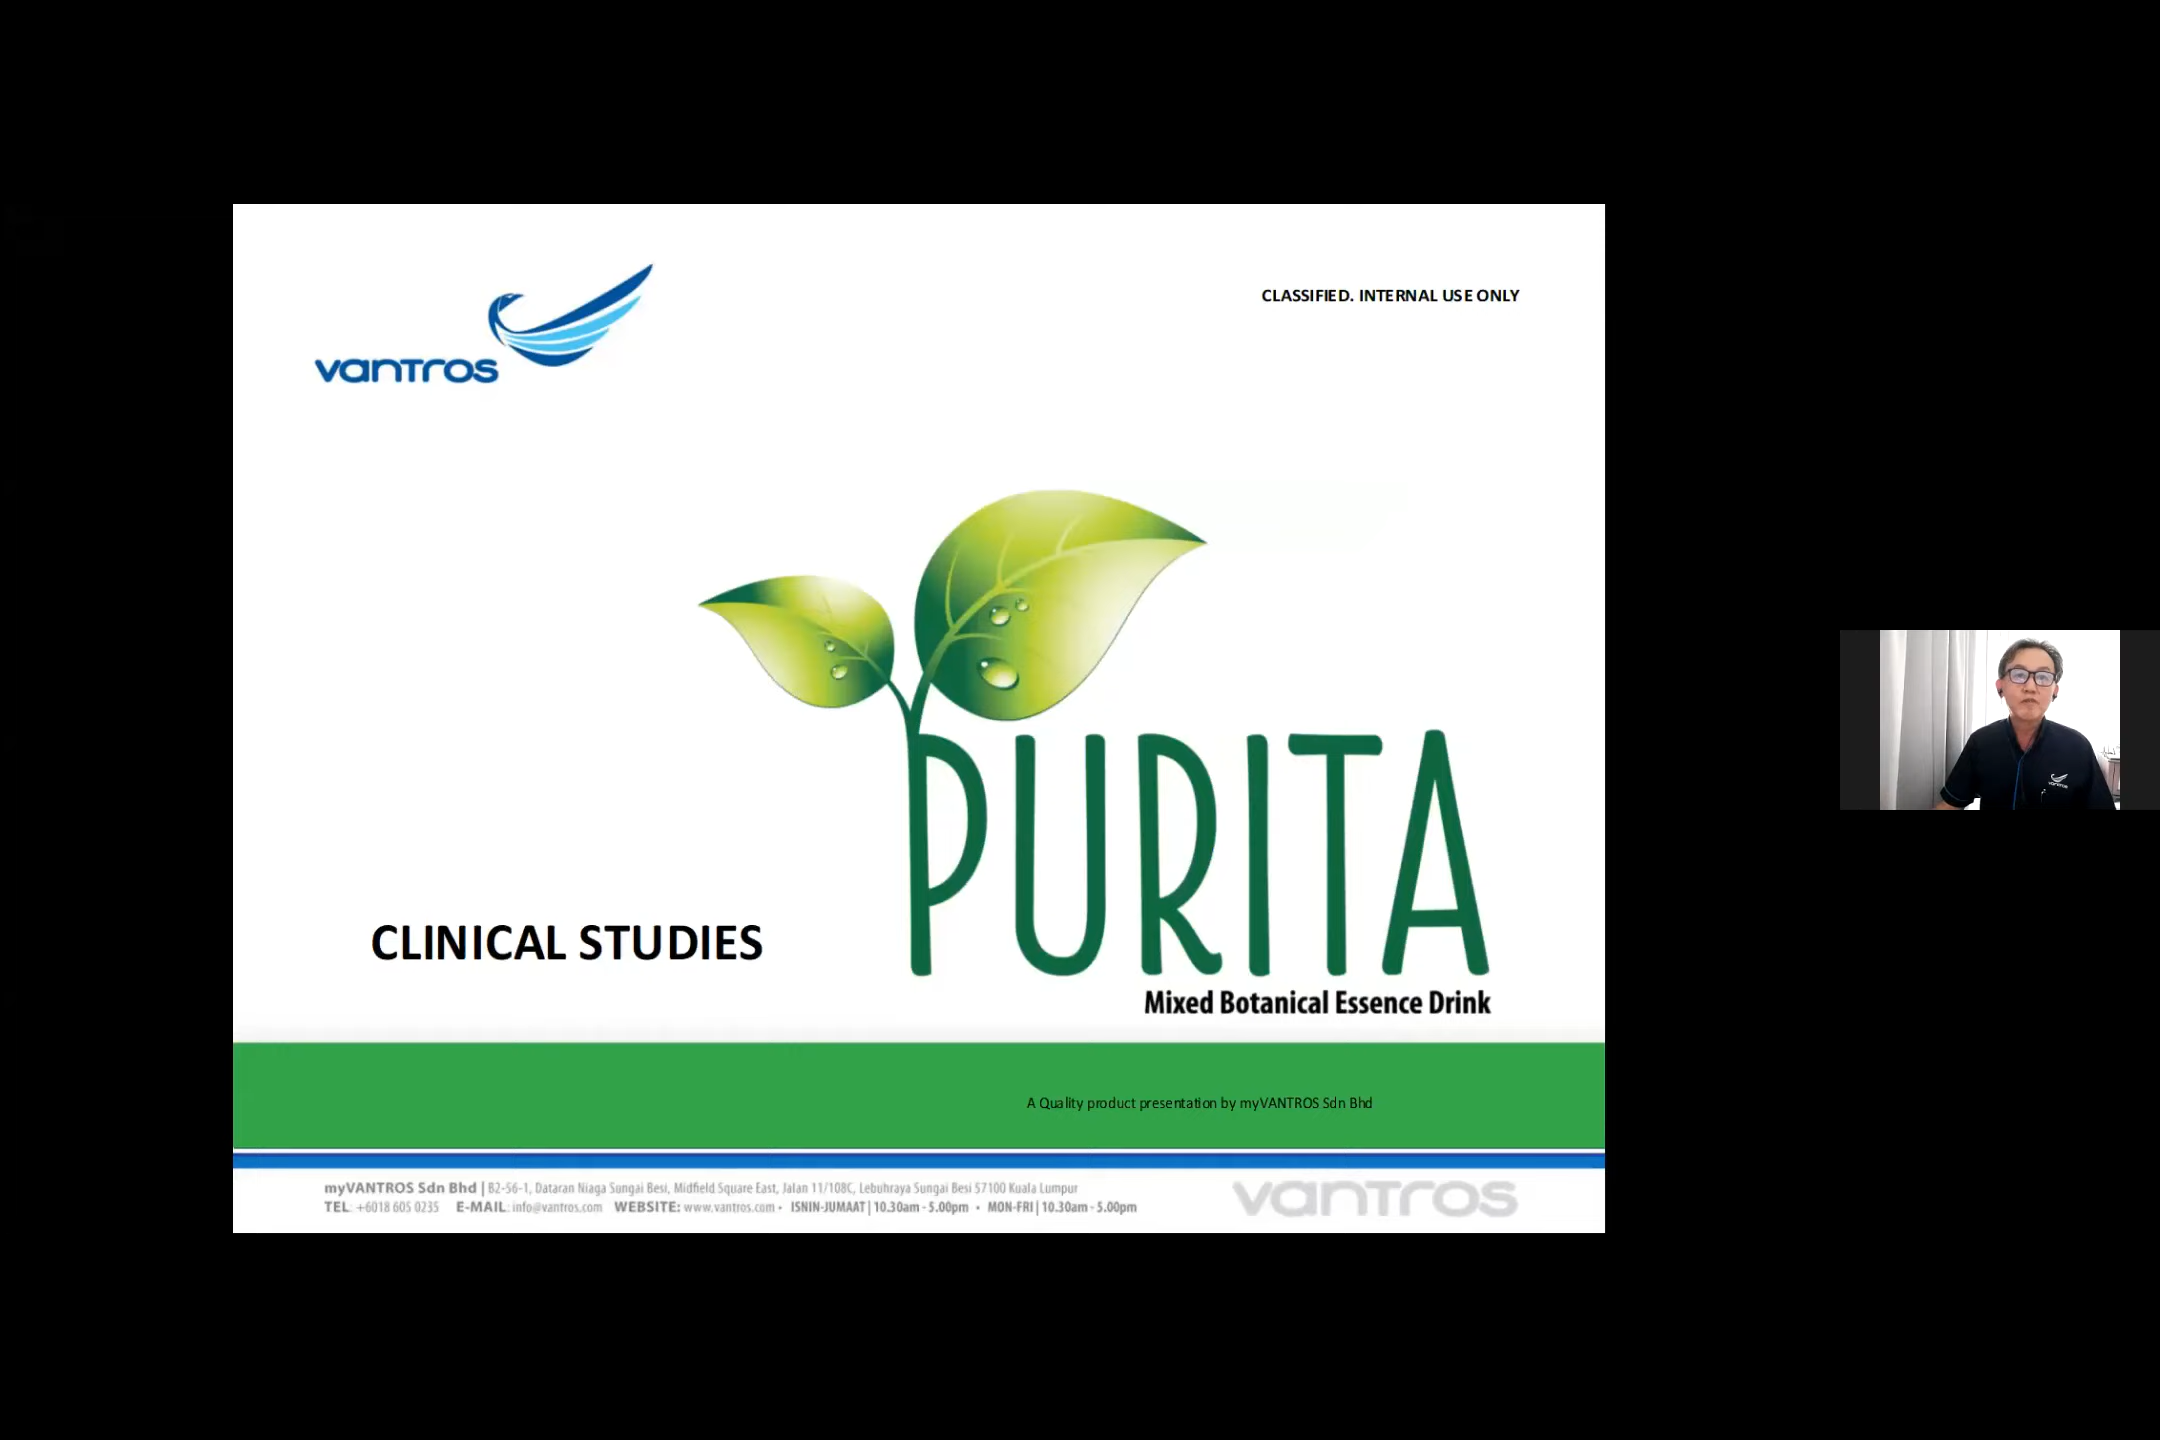 vantros
CLASSIFIED. INTERNAL USE ONLY
PURITA
CLINICAL STUDIES
Mixed Botanical Essence Drink
A Quality product presentation by myVANTROS Sdn Bhd
myVANTROS Sdn Bhd | B2-56-1, Dataran Niaga Sungai Besi, Midfield Square East, Jalan 11/108C, Lebuhraya Sungai Besi 57100 Kuala Lumpur
TEL: +6018 605 0235 E-MAIL: info@vantros.com WEBSITE: www.vantros.com • ISNIN-JUMAAT | 10.30am - 5.00pm • MON-FRI | 10.30am - 5.00pm
vantros
vantros